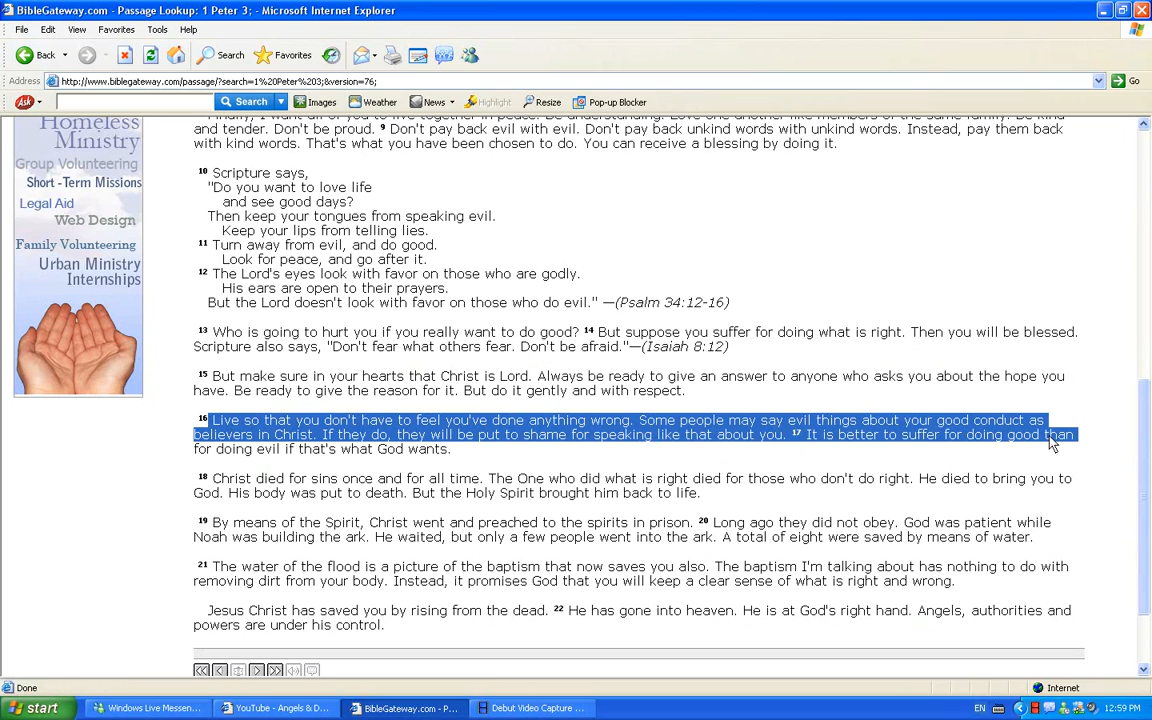 BibleGateway.com - Passage Lookup: 1 Peter 3; - Microsoft Internet Explorer
File Edit View Favorites Tools Help
Back Search Favorites
Address http://www.biblegateway.com/passage/?search=1%20Peter%203;&version=76; Go
Ask Search Images Weather News Highlight Resize Pop-up Blocker
Homeless
Ministry
Group Volunteering
Short-Term Missions
Legal Aid
Web Design
Family Volunteering
Urban Ministry
Internships
Finally, I want all of you to live together in peace. Be understanding. Love one another like members of the same family. Be kind
and tender. Don't be proud. 9 Don't pay back evil with evil. Don't pay back unkind words with unkind words. Instead, pay them back
with kind words. That's what you have been chosen to do. You can receive a blessing by doing it.
10 Scripture says,
"Do you want to love life
and see good days?
Then keep your tongues from speaking evil.
Keep your lips from telling lies.
11 Turn away from evil, and do good.
Look for peace, and go after it.
12 The Lord's eyes look with favor on those who are godly.
His ears are open to their prayers.
But the Lord doesn't look with favor on those who do evil." —(Psalm 34:12-16)
13 Who is going to hurt you if you really want to do good? 14 But suppose you suffer for doing what is right. Then you will be blessed.
Scripture also says, "Don't fear what others fear. Don't be afraid."—(Isaiah 8:12)
15 But make sure in your hearts that Christ is Lord. Always be ready to give an answer to anyone who asks you about the hope you
have. Be ready to give the reason for it. But do it gently and with respect.
16 Live so that you don't have to feel you've done anything wrong. Some people may say evil things about your good conduct as
believers in Christ. If they do, they will be put to shame for speaking like that about you. 17 It is better to suffer for doing good than
for doing evil if that's what God wants.
18 Christ died for sins once and for all time. The One who did what is right died for those who don't do right. He died to bring you to
God. His body was put to death. But the Holy Spirit brought him back to life.
19 By means of the Spirit, Christ went and preached to the spirits in prison. 20 Long ago they did not obey. God was patient while
Noah was building the ark. He waited, but only a few people went into the ark. A total of eight were saved by means of water.
21 The water of the flood is a picture of the baptism that now saves you also. The baptism I'm talking about has nothing to do with
removing dirt from your body. Instead, it promises God that you will keep a clear sense of what is right and wrong.
Jesus Christ has saved you by rising from the dead. 22 He has gone into heaven. He is at God's right hand. Angels, authorities and
powers are under his control.
Done Internet
start Windows Live Messen... YouTube - Angels & D... BibleGateway.com - P... Debut Video Capture ... EN 12:59 PM